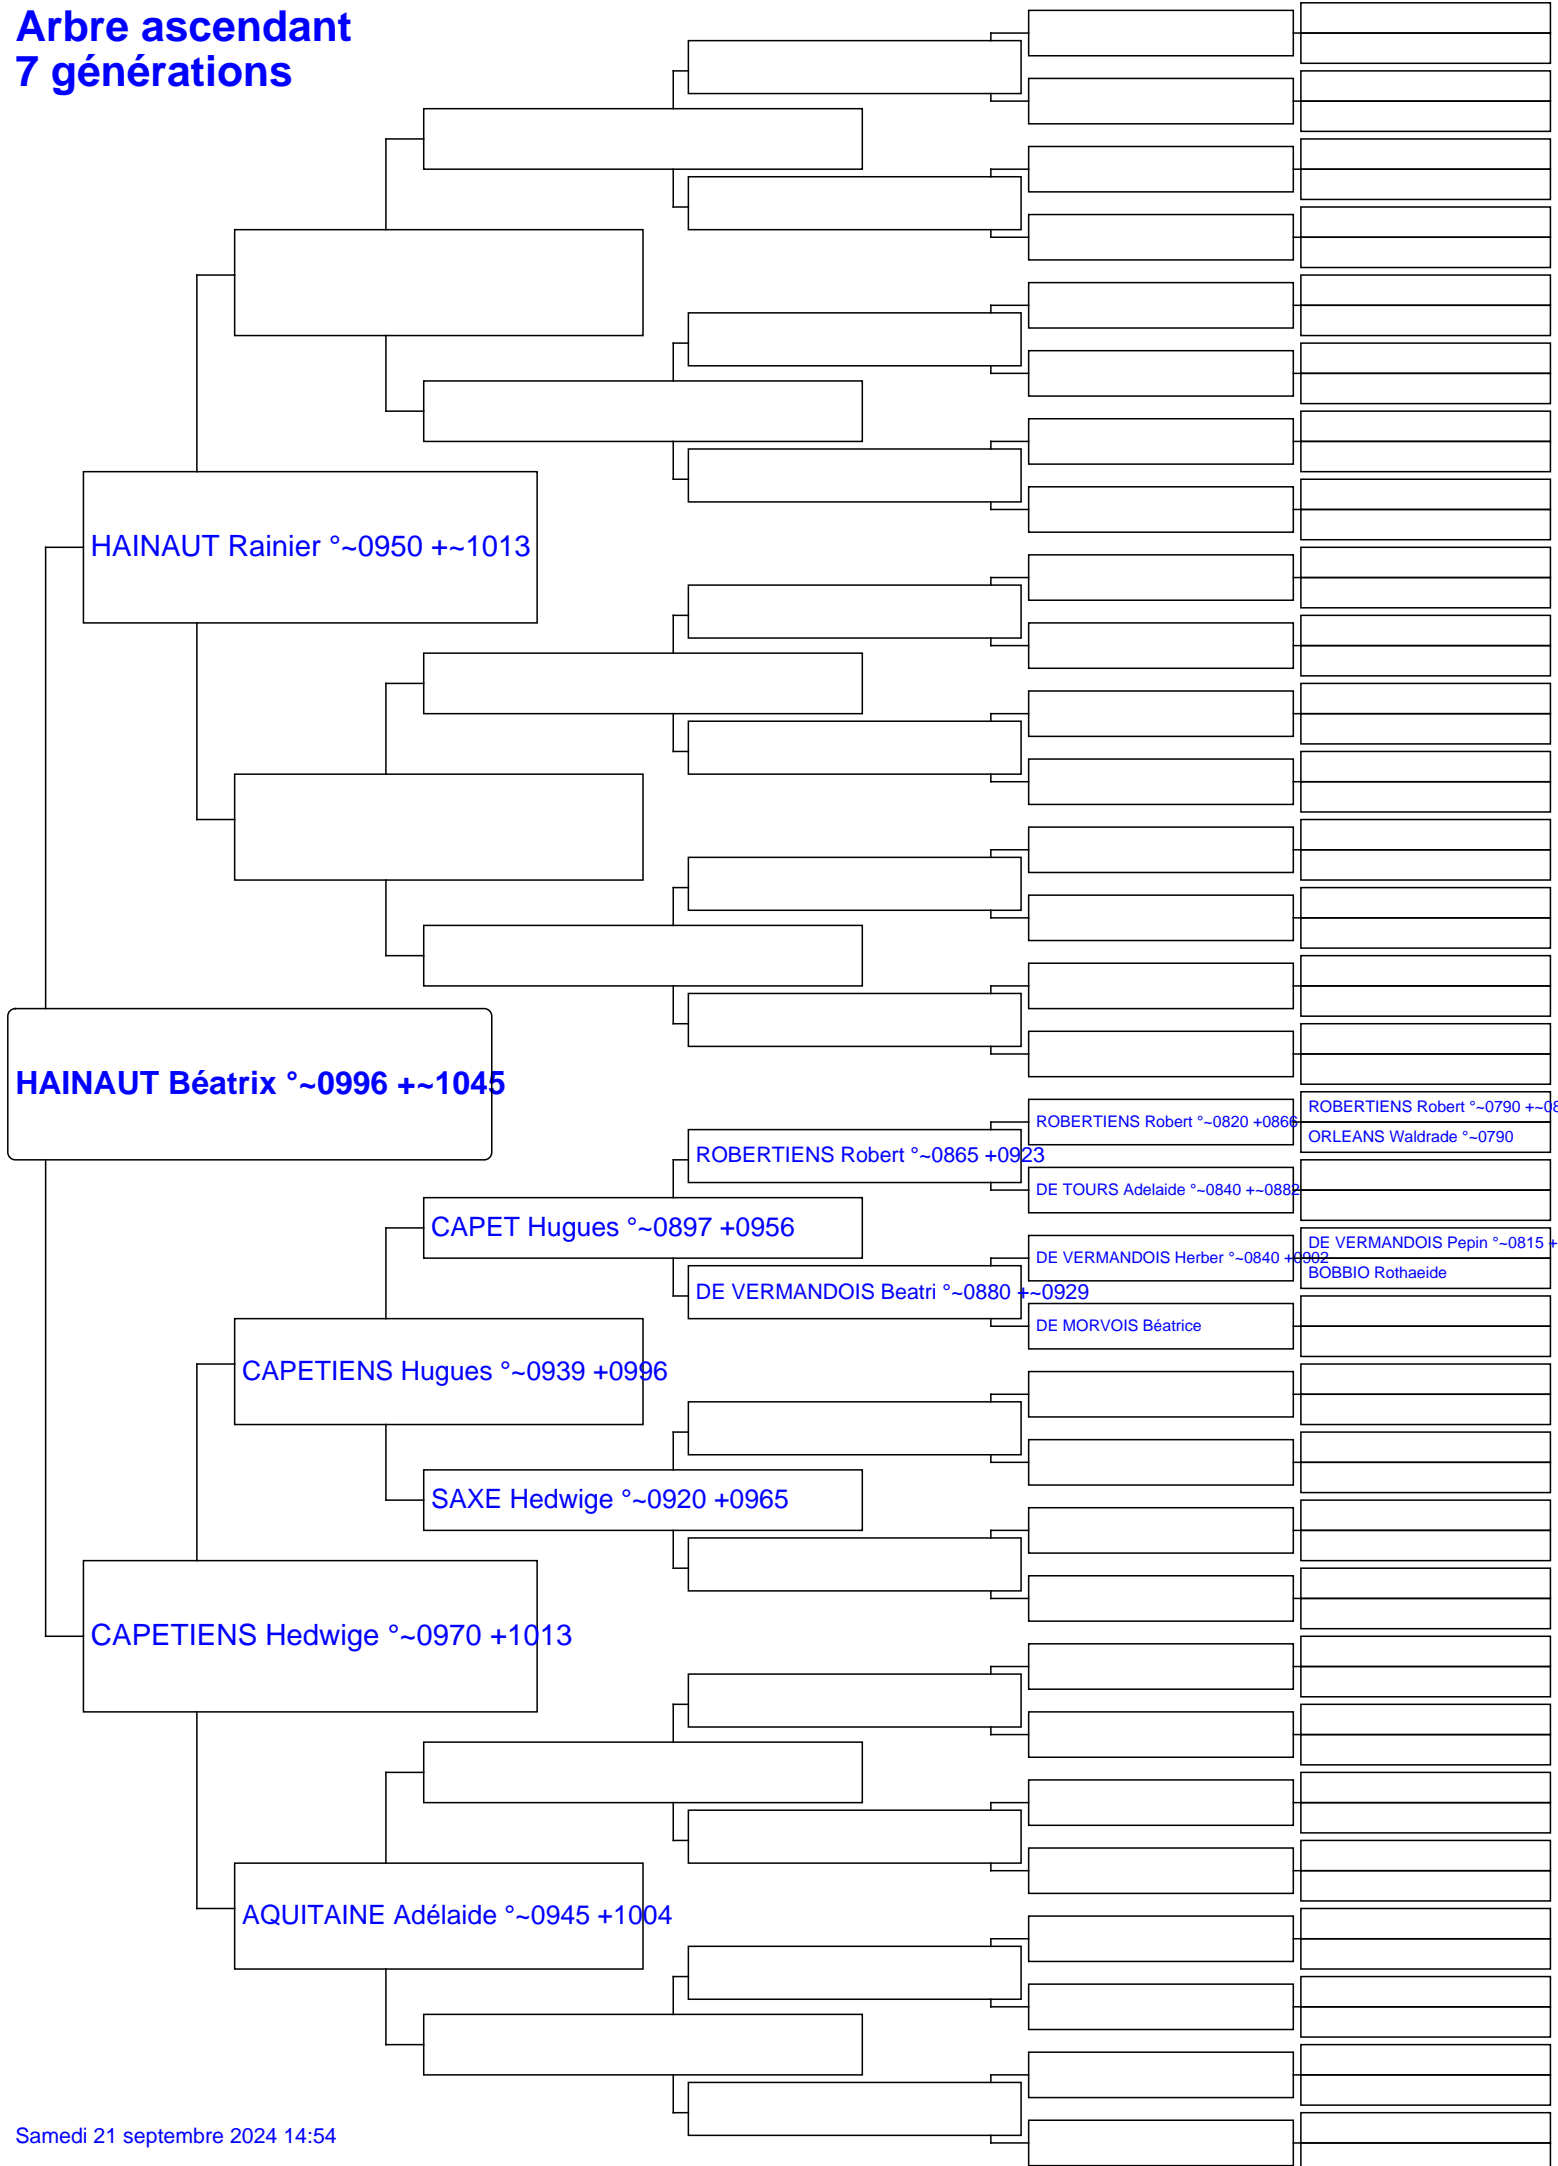 Arbre ascendant
7 générations
HAINAUT Rainier °~0950 +~1013
HAINAUT Béatrix °~0996 +~1045
ROBERTIENS Robert °~0790 +~08
ROBERTIENS Robert °~0820 +0866
ORLEANS Waldrade °~0790
ROBERTIENS Robert °~0865 +0923
DE TOURS Adelaide °~0840 +~0882
CAPET Hugues °~0897 +0956
DE VERMANDOIS Pepin °~0815 +
DE VERMANDOIS Herber °~0840 +0902
BOBBIO Rothaeide
DE VERMANDOIS Beatri °~0880 +~0929
DE MORVOIS Béatrice
CAPETIENS Hugues °~0939 +0996
SAXE Hedwige °~0920 +0965
CAPETIENS Hedwige °~0970 +1013
AQUITAINE Adélaide °~0945 +1004
Samedi 21 septembre 2024 14:54